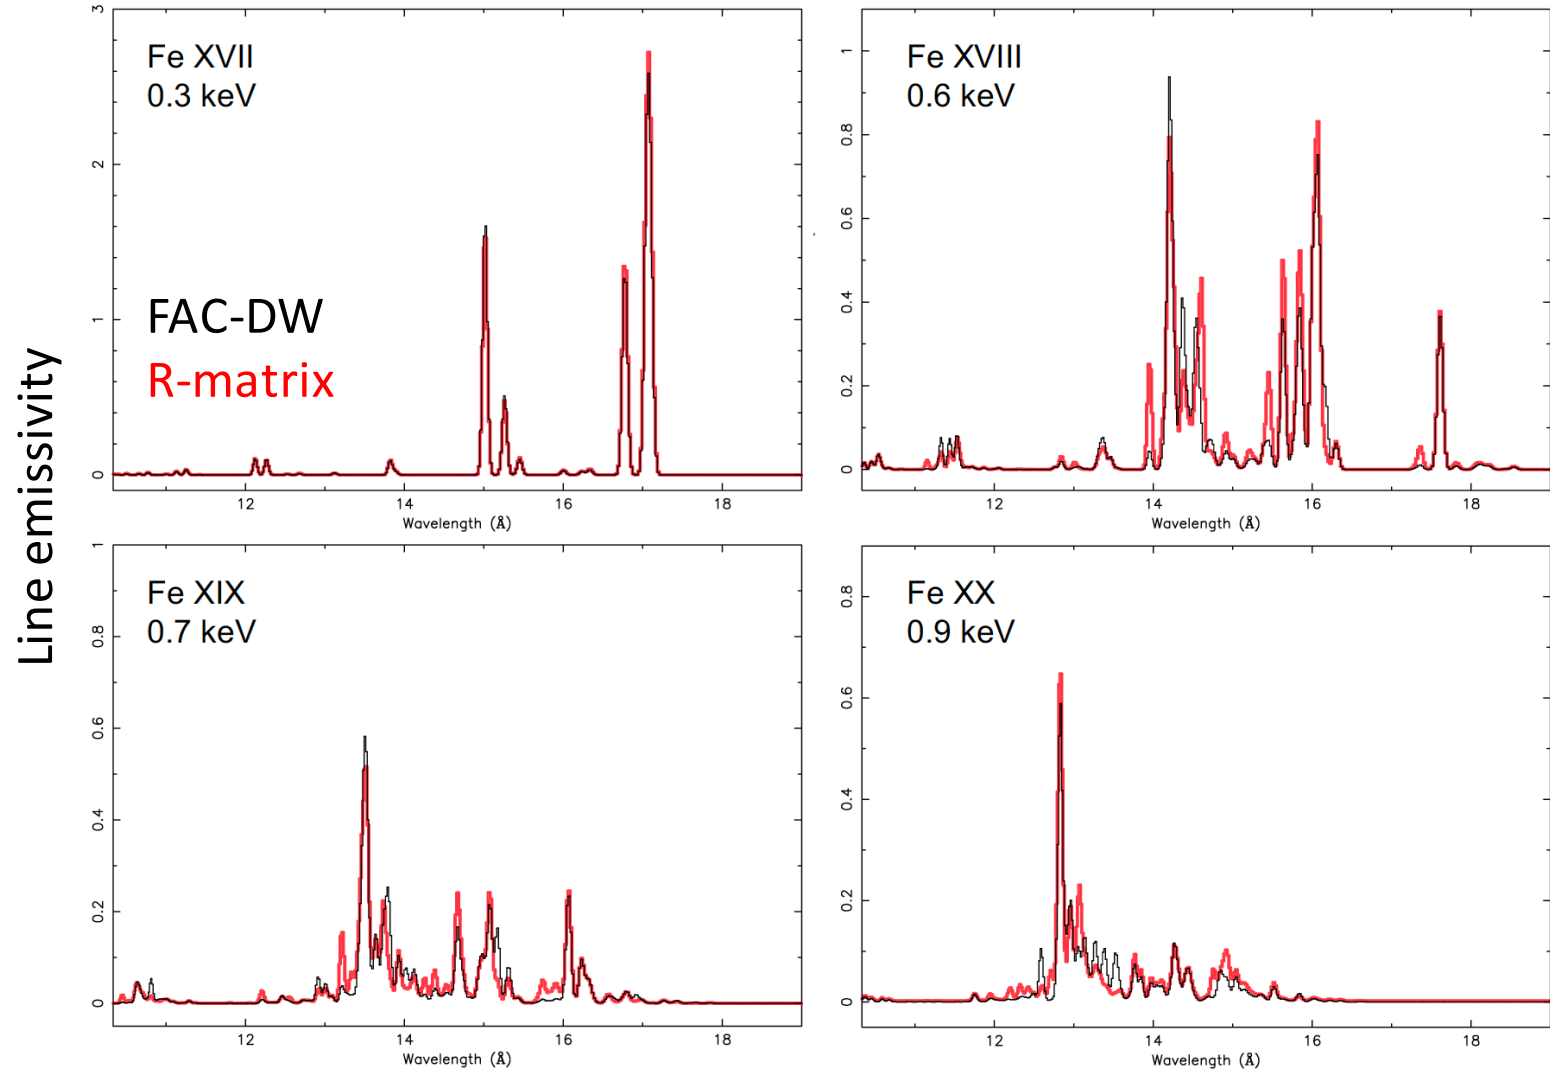 Line emissivity
Fe XVII
0.3 keV
FAC-DW
R-matrix
3
2
1
0
12 14 16 18
Wavelength (Å)
Fe XVIII
0.6 keV
1
0.8
0.6
0.4
0.2
0
12 14 16 18
Wavelength (Å)
Fe XIX
0.7 keV
1
0.8
0.6
0.4
0.2
0
12 14 16 18
Wavelength (Å)
Fe XX
0.9 keV
0.8
0.6
0.4
0.2
0
12 14 16 18
Wavelength (Å)